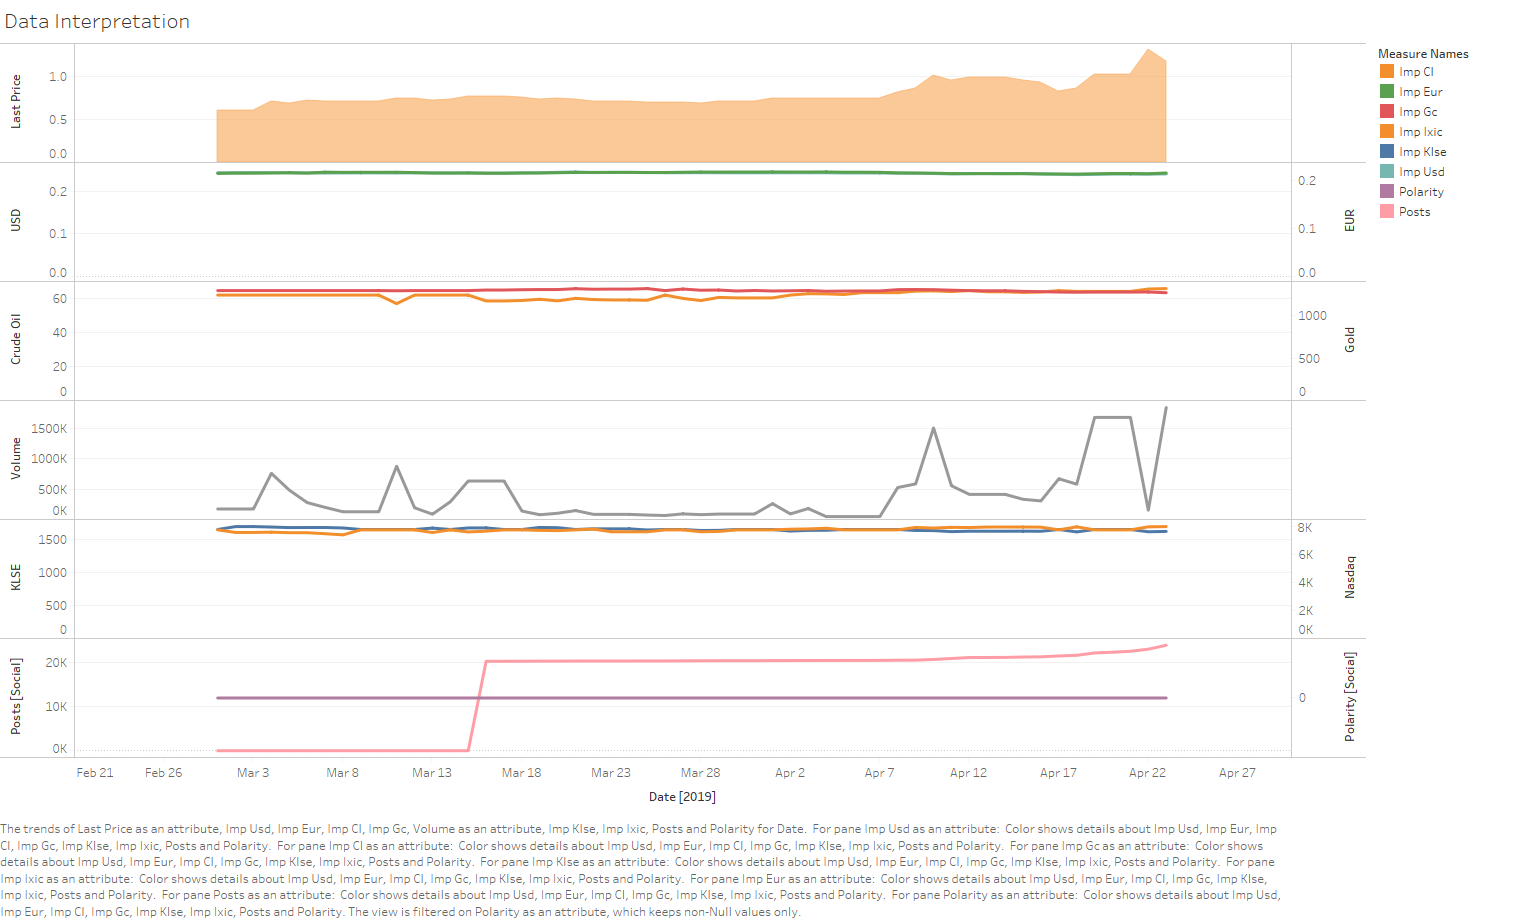 Data Interpretation
Last Price
1.0
0.5
0.0
USD
0.2
0.1
0.0
EUR
0.2
0.1
0.0
Crude Oil
60
40
20
0
Gold
1000
500
0
Volume
1500K
1000K
500K
0K
KLSE
1500
1000
500
0
Nasdaq
8K
6K
4K
2K
0K
Posts [Social]
20K
10K
0K
Polarity [Social]
0
Feb 21 Feb 26 Mar 3 Mar 8 Mar 13 Mar 18 Mar 23 Mar 28 Apr 2 Apr 7 Apr 12 Apr 17 Apr 22 Apr 27
Date [2019]
Measure Names
Imp Cl
Imp Eur
Imp Gc
Imp Ixic
Imp Klse
Imp Usd
Polarity
Posts
The trends of Last Price as an attribute, Imp Usd, Imp Eur, Imp Cl, Imp Gc, Volume as an attribute, Imp Klse, Imp Ixic, Posts and Polarity for Date.  For pane Imp Usd as an attribute:  Color shows details about Imp Usd, Imp Eur, Imp
Cl, Imp Gc, Imp Klse, Imp Ixic, Posts and Polarity.  For pane Imp Cl as an attribute:  Color shows details about Imp Usd, Imp Eur, Imp Cl, Imp Gc, Imp Klse, Imp Ixic, Posts and Polarity.  For pane Imp Gc as an attribute:  Color shows
details about Imp Usd, Imp Eur, Imp Cl, Imp Gc, Imp Klse, Imp Ixic, Posts and Polarity.  For pane Imp Klse as an attribute:  Color shows details about Imp Usd, Imp Eur, Imp Cl, Imp Gc, Imp Klse, Imp Ixic, Posts and Polarity.  For pane
Imp Ixic as an attribute:  Color shows details about Imp Usd, Imp Eur, Imp Cl, Imp Gc, Imp Klse, Imp Ixic, Posts and Polarity.  For pane Imp Eur as an attribute:  Color shows details about Imp Usd, Imp Eur, Imp Cl, Imp Gc, Imp Klse,
Imp Ixic, Posts and Polarity.  For pane Posts as an attribute:  Color shows details about Imp Usd, Imp Eur, Imp Cl, Imp Gc, Imp Klse, Imp Ixic, Posts and Polarity.  For pane Polarity as an attribute:  Color shows details about Imp Usd,
Imp Eur, Imp Cl, Imp Gc, Imp Klse, Imp Ixic, Posts and Polarity. The view is filtered on Polarity as an attribute, which keeps non-Null values only.